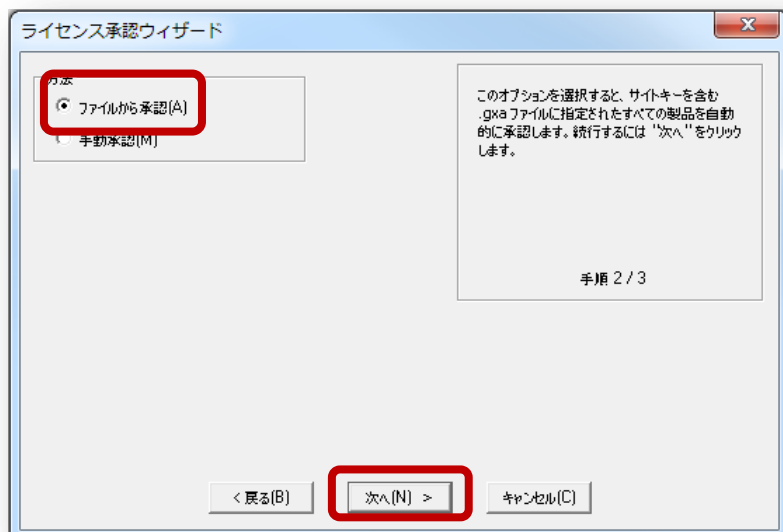 ライセンス承認ウィザード
方法
ファイルから承認(A)
手動承認(M)
このオプションを選択すると、サイトキーを含む
.gxa ファイルに指定されたすべての製品を自動
的に承認します。続行するには "次へ" をクリック
します。
手順 2 / 3
< 戻る(B)
次へ(N) >
キャンセル(C)